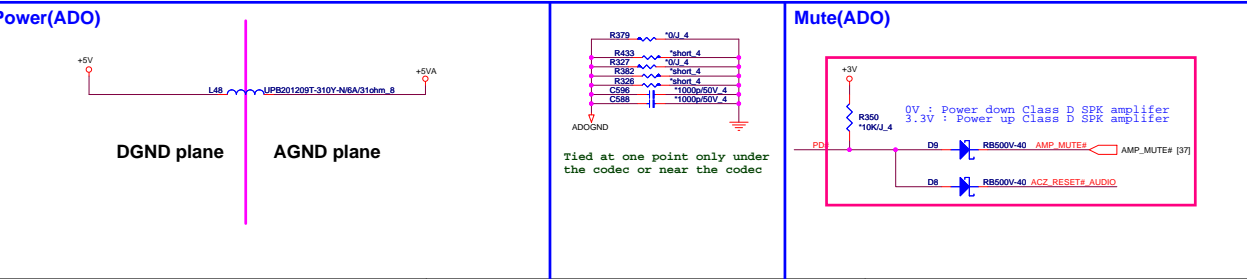 Power(ADO)
+5V
L48 UPB201209T-310Y-N/6A/31ohm_8
+5VA
DGND plane
AGND plane
R379 *0/J_4
R433 *short_4
R327 *0/J_4
R382 *short_4
R326 *short_4
C596 *1000p/50V_4
C588 *1000p/50V_4
ADOGND
Tied at one point only under
the codec or near the codec
Mute(ADO)
+3V
R350
*10K/J_4
0V : Power down Class D SPK amplifer
3.3V : Power up Class D SPK amplifer
PD#
D9 RB500V-40 AMP_MUTE# AMP_MUTE# [37]
D8 RB500V-40 ACZ_RESET#_AUDIO